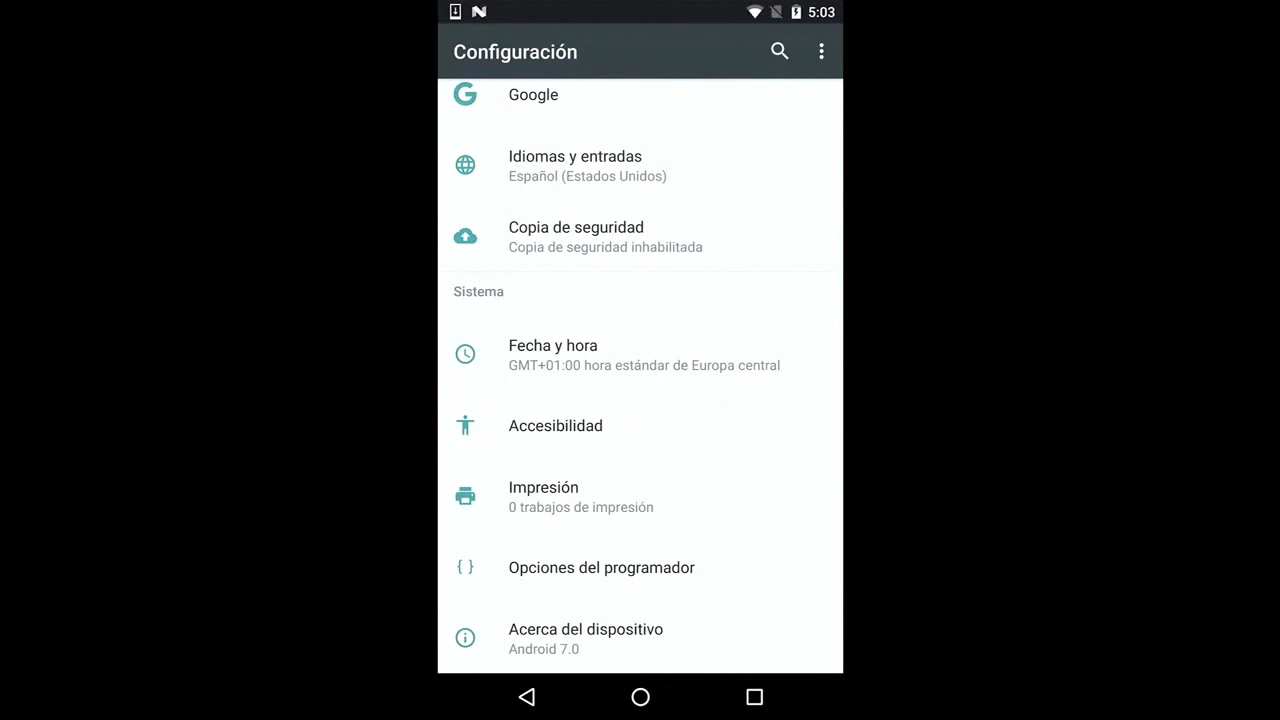 5:03
Configuración
Google
Idiomas y entradas
Español (Estados Unidos)
Copia de seguridad
Copia de seguridad inhabilitada
Sistema
Fecha y hora
GMT+01:00 hora estándar de Europa central
Accesibilidad
Impresión
0 trabajos de impresión
Opciones del programador
Acerca del dispositivo
Android 7.0